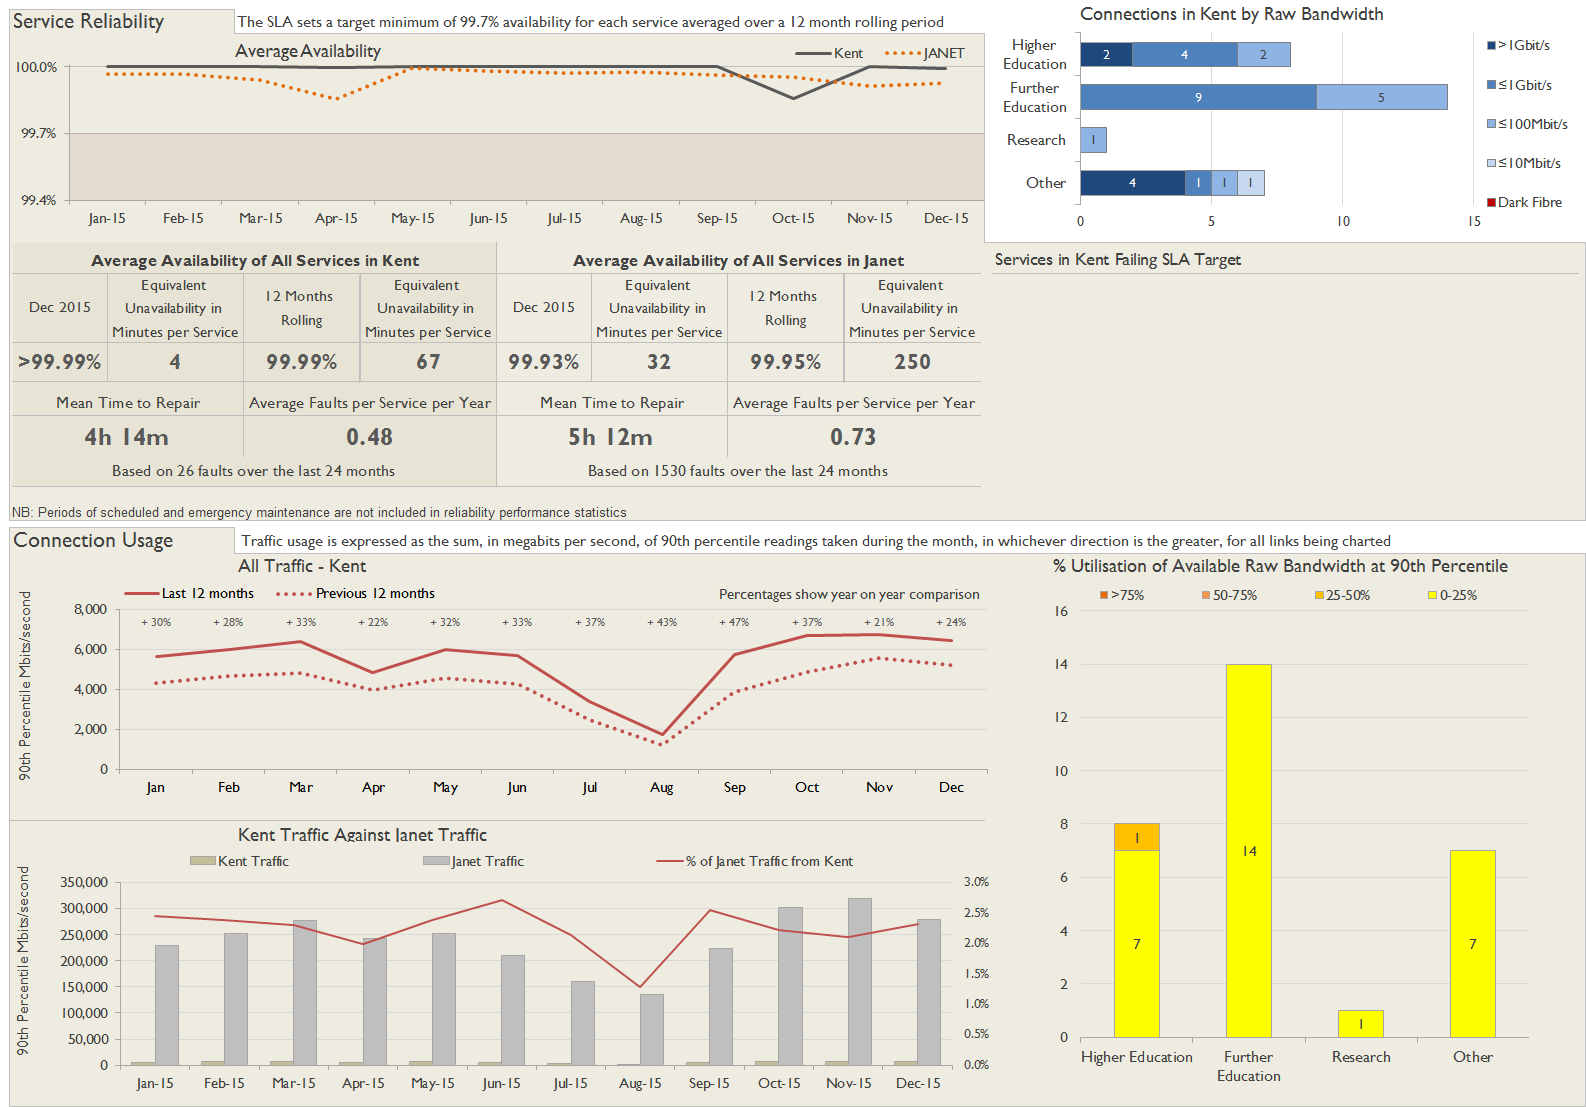 Service Reliability
The SLA sets a target minimum of 99.7% availability for each service averaged over a 12 month rolling period
Average Availability
Kent
JANET
100.0%
99.7%
99.4%
Jan-15 Feb-15 Mar-15 Apr-15 May-15 Jun-15 Jul-15 Aug-15 Sep-15 Oct-15 Nov-15 Dec-15
Connections in Kent by Raw Bandwidth
Higher
Education
2 4 2
Further
Education
9 5
Research
1
Other
4 1 1 1
0 5 10 15
>1Gbit/s
≤1Gbit/s
≤100Mbit/s
≤10Mbit/s
Dark Fibre
Average Availability of All Services in Kent
Dec 2015
Equivalent
Unavailability in
Minutes per Service
12 Months
Rolling
Equivalent
Unavailability in
Minutes per Service
>99.99% 4 99.99% 67
Mean Time to Repair
Average Faults per Service per Year
4h 14m 0.48
Based on 26 faults over the last 24 months
Average Availability of All Services in Janet
Dec 2015
Equivalent
Unavailability in
Minutes per Service
12 Months
Rolling
Equivalent
Unavailability in
Minutes per Service
99.93% 32 99.95% 250
Mean Time to Repair
Average Faults per Service per Year
5h 12m 0.73
Based on 1530 faults over the last 24 months
Services in Kent Failing SLA Target
NB: Periods of scheduled and emergency maintenance are not included in reliability performance statistics
Connection Usage
Traffic usage is expressed as the sum, in megabits per second, of 90th percentile readings taken during the month, in whichever direction is the greater, for all links being charted
All Traffic - Kent
Last 12 months
Previous 12 months
Percentages show year on year comparison
90th Percentile Mbits/second
8,000
6,000
4,000
2,000
0
+ 30% + 28% + 33% + 22% + 32% + 33% + 37% + 43% + 47% + 37% + 21% + 24%
Jan Feb Mar Apr May Jun Jul Aug Sep Oct Nov Dec
Kent Traffic Against Janet Traffic
Kent Traffic
Janet Traffic
% of Janet Traffic from Kent
90th Percentile Mbits/second
350,000
300,000
250,000
200,000
150,000
100,000
50,000
0
3.0%
2.5%
2.0%
1.5%
1.0%
0.5%
0.0%
Jan-15 Feb-15 Mar-15 Apr-15 May-15 Jun-15 Jul-15 Aug-15 Sep-15 Oct-15 Nov-15 Dec-15
% Utilisation of Available Raw Bandwidth at 90th Percentile
>75%
50-75%
25-50%
0-25%
16
14
12
10
8
6
4
2
0
1
7
14
1
7
Higher Education
Further
Education
Research
Other